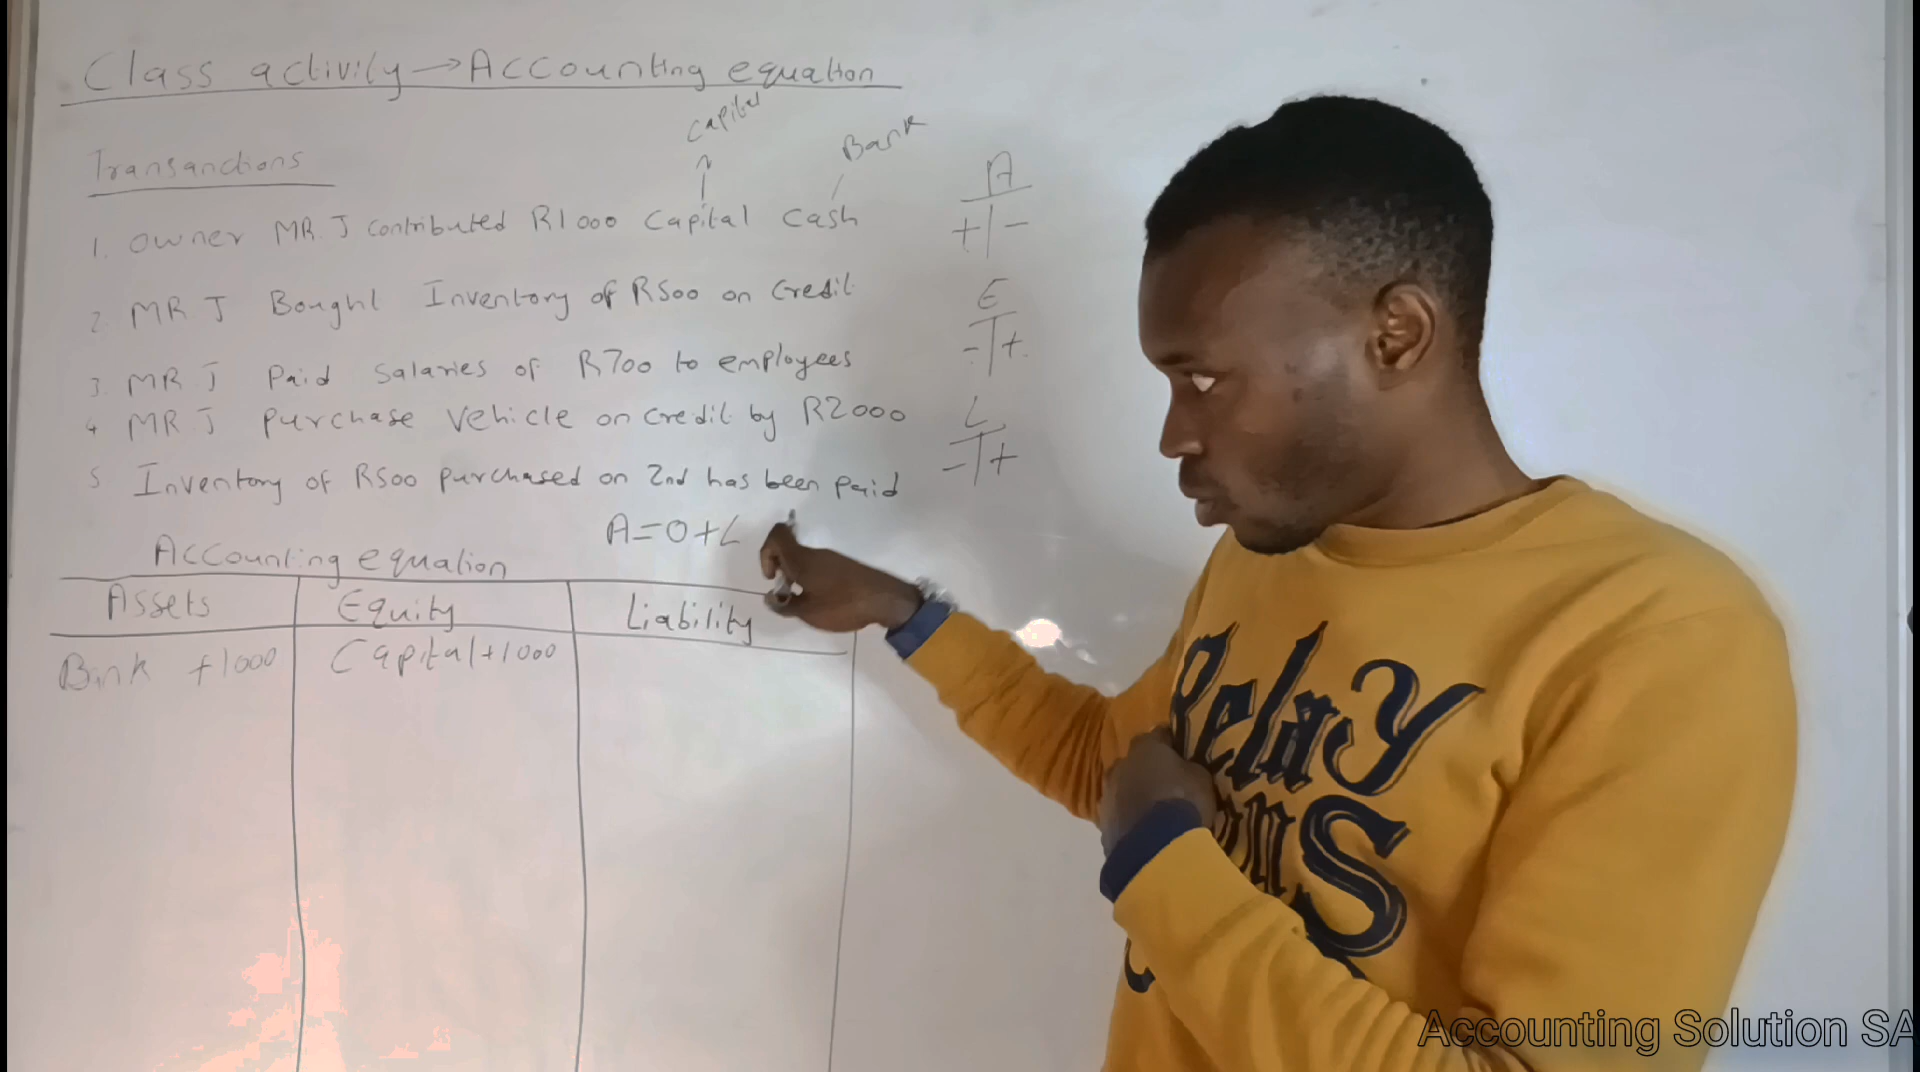 Class activity → Accounting equation
Capital
Bank
Transanctions
1. Owner MR. J contributed R1000 Capital Cash
2 MR J Bought Inventory of R500 on Credit
3. MR J Paid Salaries of R700 to employees
4 MR J Purchase Vehicle on credit by R2000
5 Inventory of R500 purchased on 2nd has been paid
A
+ -
E
- +
L
- +
A=O+L
Accounting equation
Assets Equity Liability
Bank +1000 Capital +1000
Relay
S
Accounting Solution SA